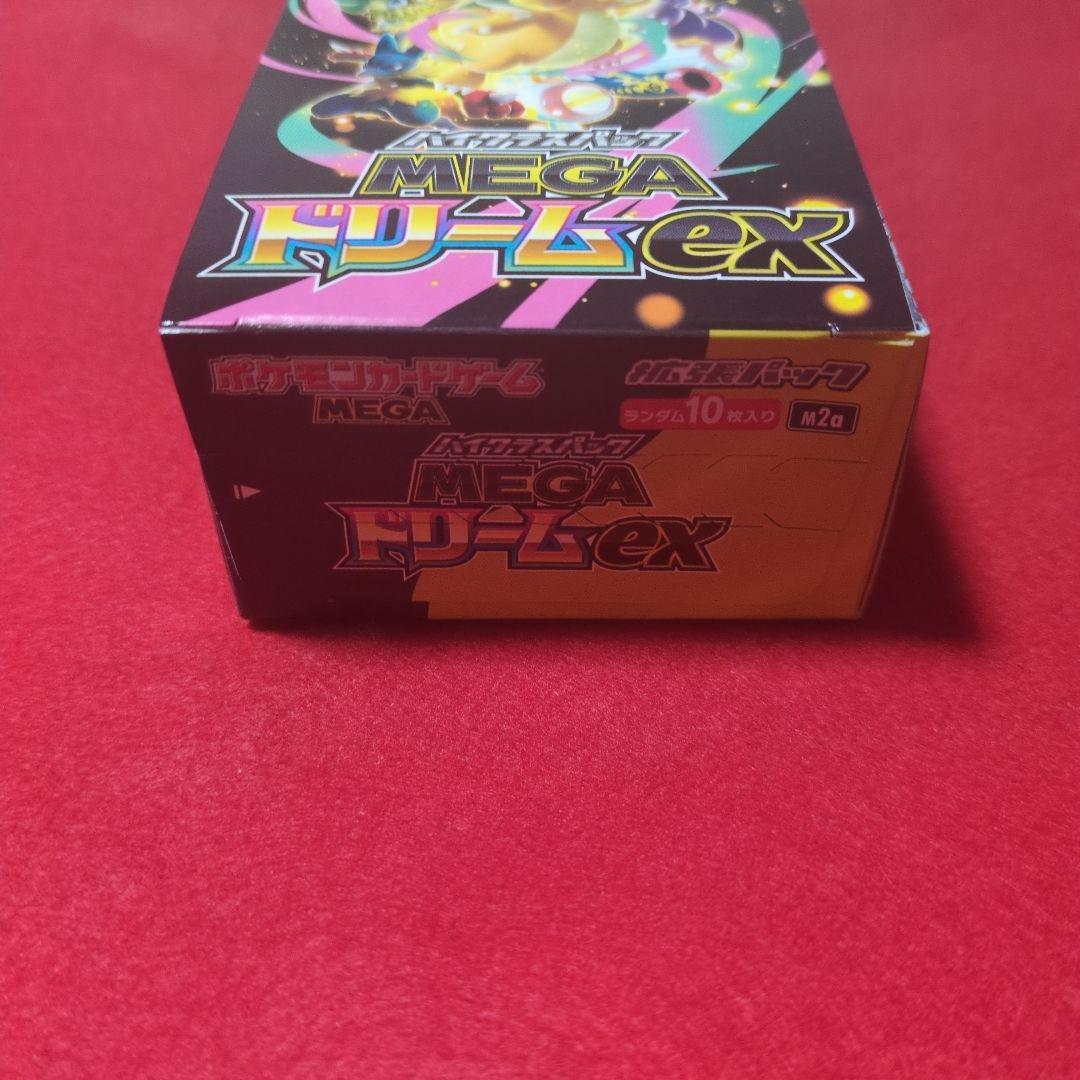 ハイクラスパック
MEGA
ドリームex
ポケモンカードゲーム
MEGA
拡張パック
ランダム10枚入り M2a
ハイクラスパック
MEGA
ドリームex